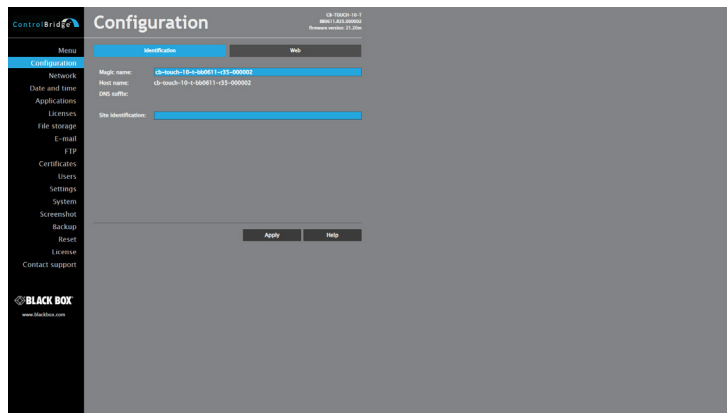 ControlBridge
Configuration
CB-TOUCH-10-T
BB0611.R35.000002
firmware version: 21.20m
Menu
Configuration
Network
Date and time
Applications
Licenses
File storage
E-mail
FTP
Certificates
Users
Settings
System
Screenshot
Backup
Reset
License
Contact support
BLACK BOX
www.blackbox.com
Identification
Web
Magic name: cb-touch-10-t-bb0611-r35-000002
Host name: cb-touch-10-t-bb0611-r35-000002
DNS suffix:
Site identification:
Apply
Help